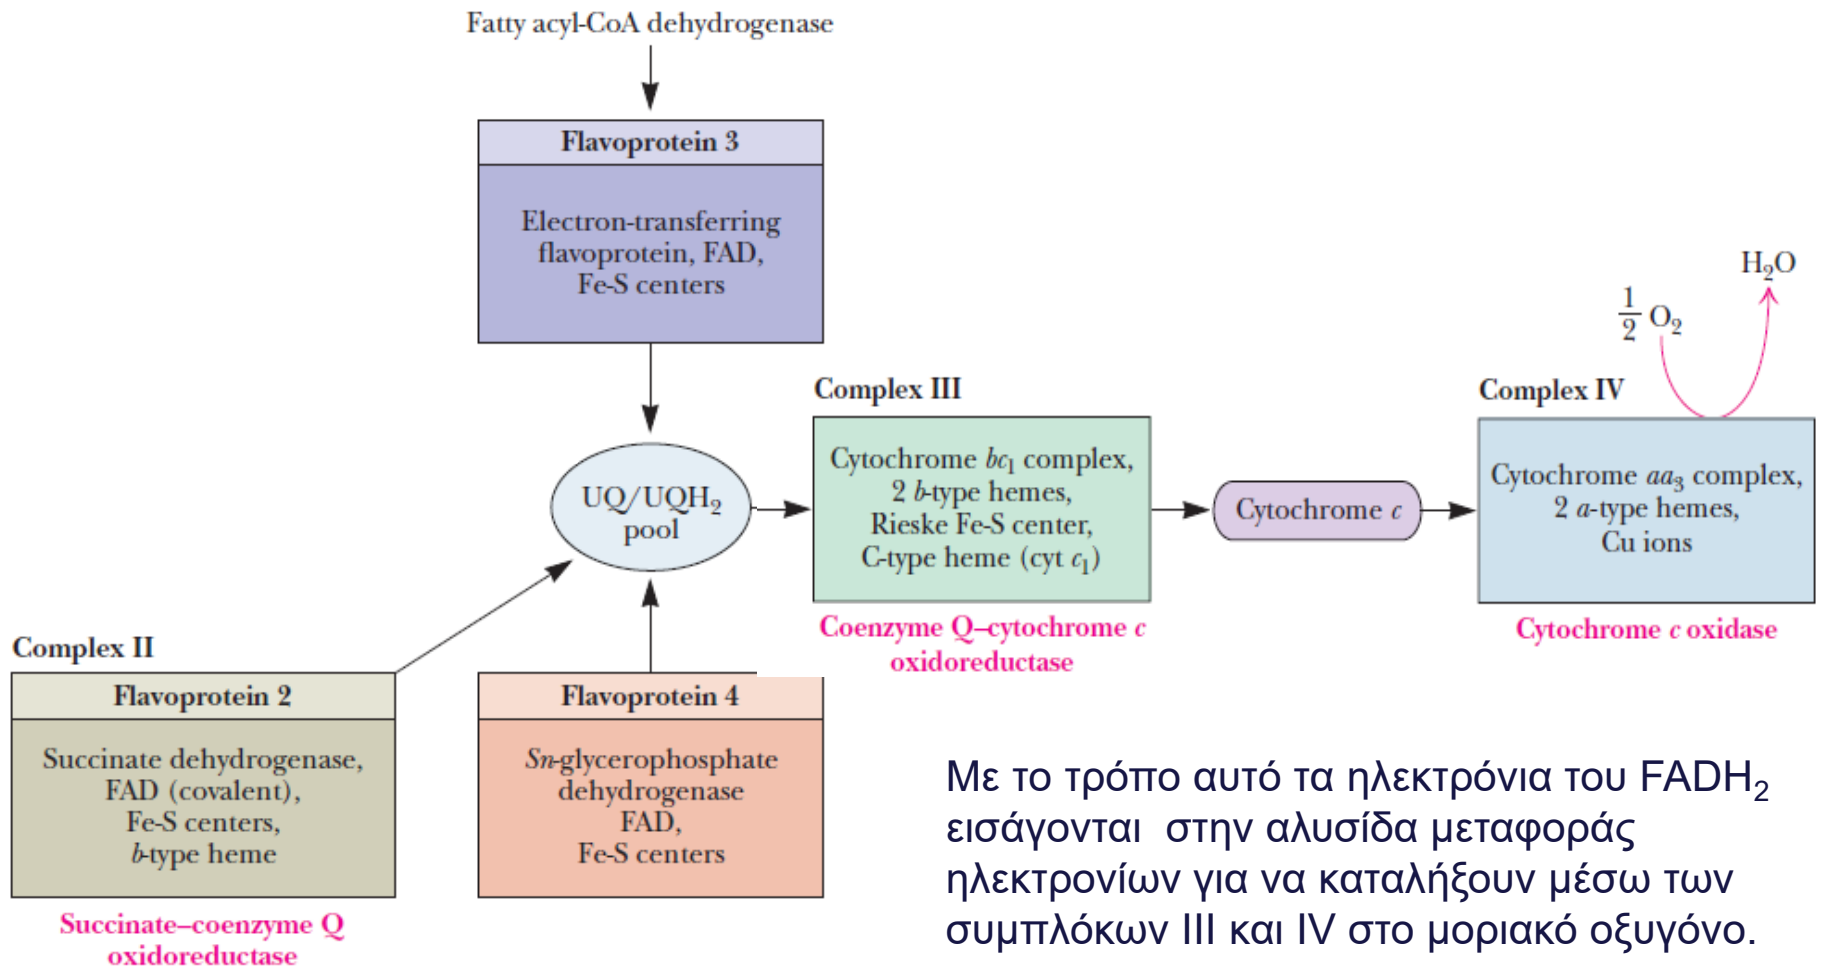 Fatty acyl-CoA dehydrogenase
Flavoprotein 3
Electron-transferring
flavoprotein, FAD,
Fe-S centers
H₂O
1/2 O₂
Complex III
Complex IV
UQ/UQH₂
pool
Cytochrome bc₁ complex,
2 b-type hemes,
Rieske Fe-S center,
C-type heme (cyt c₁)
Cytochrome c
Cytochrome aa₃ complex,
2 a-type hemes,
Cu ions
Coenzyme Q–cytochrome c
oxidoreductase
Cytochrome c oxidase
Complex II
Flavoprotein 2
Succinate dehydrogenase,
FAD (covalent),
Fe-S centers,
b-type heme
Succinate–coenzyme Q
oxidoreductase
Flavoprotein 4
Sn-glycerophosphate
dehydrogenase
FAD,
Fe-S centers
Με το τρόπο αυτό τα ηλεκτρόνια του FADH₂
εισάγονται στην αλυσίδα μεταφοράς
ηλεκτρονίων για να καταλήξουν μέσω των
συμπλόκων III και IV στο μοριακό οξυγόνο.